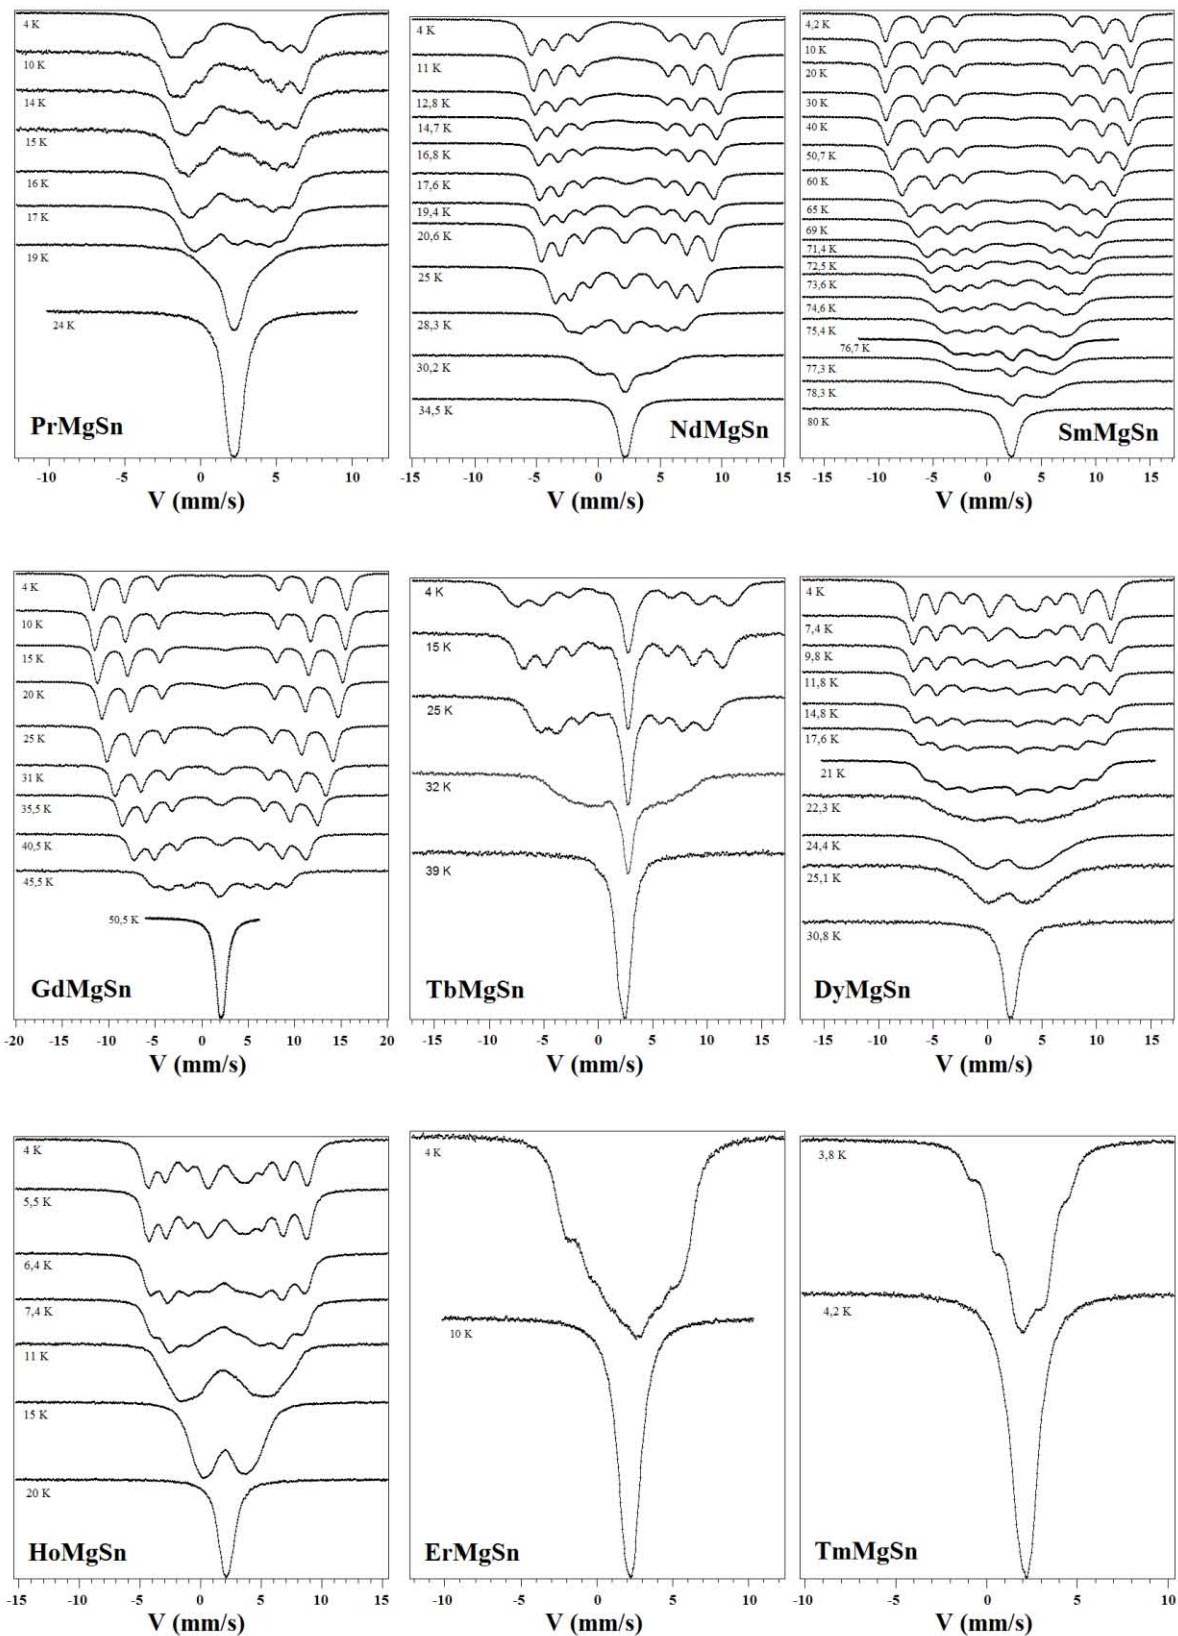 4 K
10 K
14 K
15 K
16 K
17 K
19 K
24 K
PrMgSn
-10 -5 0 5 10
V (mm/s)
4 K
11 K
12,8 K
14,7 K
16,8 K
17,6 K
19,4 K
20,6 K
25 K
28,3 K
30,2 K
34,5 K
NdMgSn
-15 -10 -5 0 5 10 15
V (mm/s)
4,2 K
10 K
20 K
30 K
40 K
50,7 K
60 K
65 K
69 K
71,4 K
72,5 K
73,6 K
74,6 K
75,4 K
76,7 K
77,3 K
78,3 K
80 K
SmMgSn
-15 -10 -5 0 5 10 15
V (mm/s)
4 K
10 K
15 K
20 K
25 K
31 K
35,5 K
40,5 K
45,5 K
50,5 K
GdMgSn
-20 -15 -10 -5 0 5 10 15 20
V (mm/s)
4 K
15 K
25 K
32 K
39 K
TbMgSn
-15 -10 -5 0 5 10 15
V (mm/s)
4 K
7,4 K
9,8 K
11,8 K
14,8 K
17,6 K
21 K
22,3 K
24,4 K
25,1 K
30,8 K
DyMgSn
-15 -10 -5 0 5 10 15
V (mm/s)
4 K
5,5 K
6,4 K
7,4 K
11 K
15 K
20 K
HoMgSn
-15 -10 -5 0 5 10 15
V (mm/s)
4 K
10 K
ErMgSn
-10 -5 0 5 10
V (mm/s)
3,8 K
4,2 K
TmMgSn
-10 -5 0 5 10
V (mm/s)